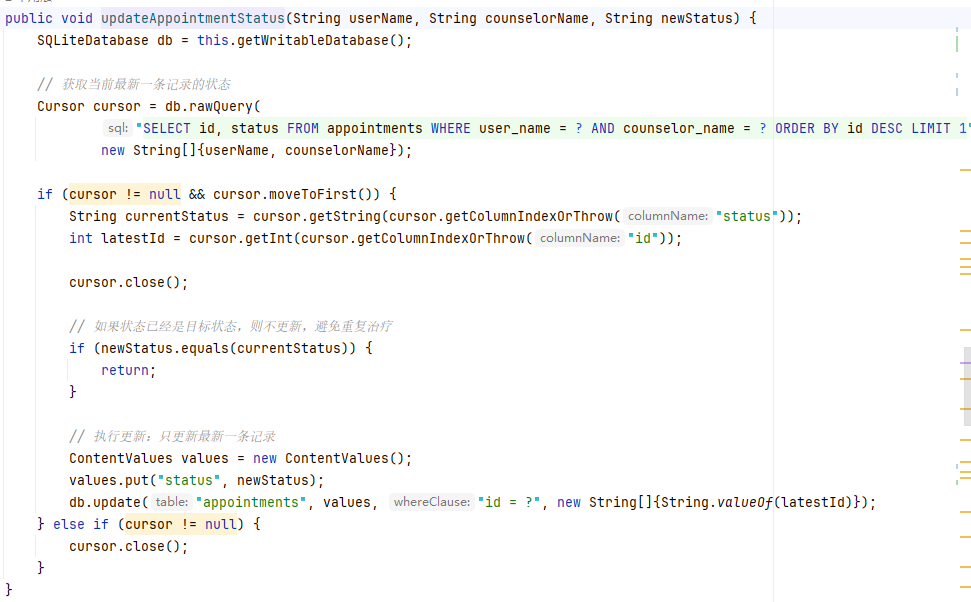 public void updateAppointmentStatus(String userName, String counselorName, String newStatus) {
SQLiteDatabase db = this.getWritableDatabase();
// 获取当前最新一条记录的状态
Cursor cursor = db.rawQuery(
sql: "SELECT id, status FROM appointments WHERE user_name = ? AND counselor_name = ? ORDER BY id DESC LIMIT 1"
new String[]{userName, counselorName});
if (cursor != null && cursor.moveToFirst()) {
String currentStatus = cursor.getString(cursor.getColumnIndexOrThrow( columnName: "status"));
int latestId = cursor.getInt(cursor.getColumnIndexOrThrow( columnName: "id"));
cursor.close();
// 如果状态已经是目标状态，则不更新，避免重复治疗
if (newStatus.equals(currentStatus)) {
return;
}
// 执行更新：只更新最新一条记录
ContentValues values = new ContentValues();
values.put("status", newStatus);
db.update( table: "appointments", values, whereClause: "id = ?", new String[]{String.valueOf(latestId)});
} else if (cursor != null) {
cursor.close();
}
}